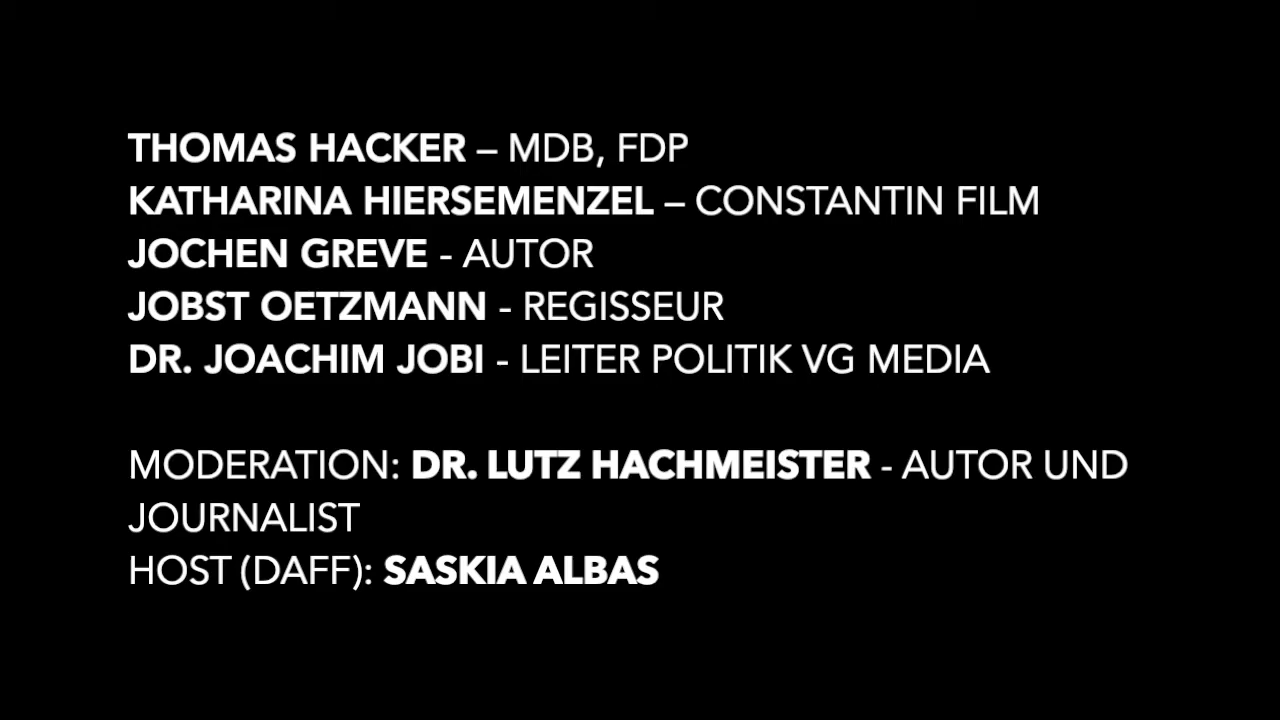 THOMAS HACKER – MDB, FDP
KATHARINA HIERSEMENZEL – CONSTANTIN FILM
JOCHEN GREVE - AUTOR
JOBST OETZMANN - REGISSEUR
DR. JOACHIM JOBI - LEITER POLITIK VG MEDIA
MODERATION: DR. LUTZ HACHMEISTER - AUTOR UND
JOURNALIST
HOST (DAFF): SASKIA ALBAS